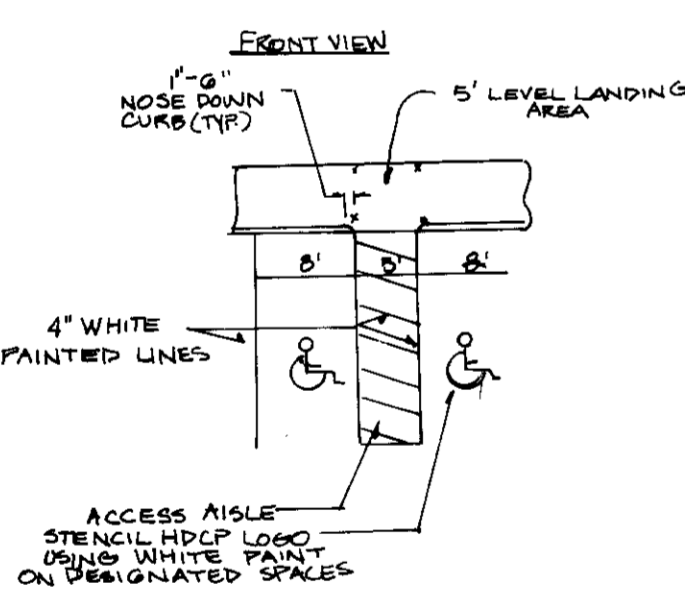 FRONT VIEW
1"-6"
NOSE DOWN
CURB (TYP.)
5' LEVEL LANDING
AREA
8' 5' 8'
4" WHITE
PAINTED LINES
ACCESS AISLE
STENCIL HDCP LOGO
USING WHITE PAINT
ON DESIGNATED SPACES